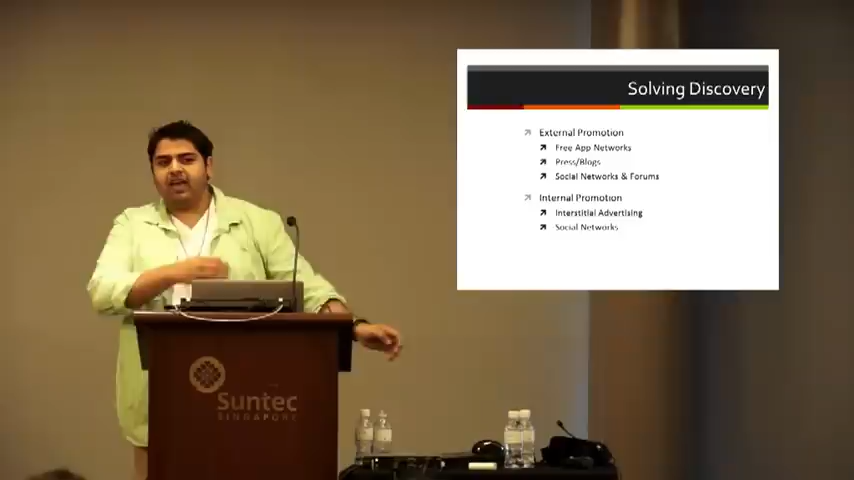 Solving Discovery
External Promotion
Free App Networks
Press/Blogs
Social Networks & Forums
Internal Promotion
Interstitial Advertising
Social Networks
Suntec
SINGAPORE